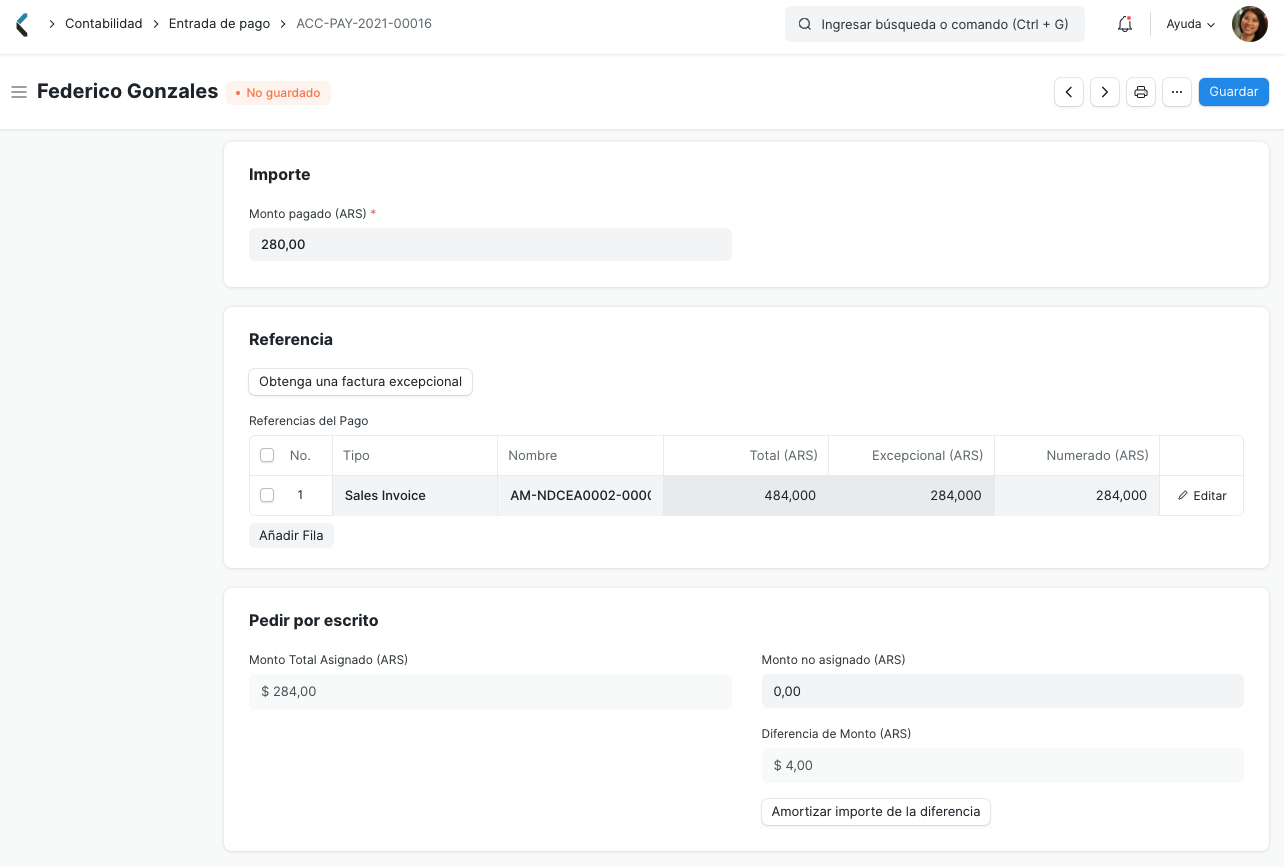 Contabilidad
Entrada de pago
ACC-PAY-2021-00016
Ingresar búsqueda o comando (Ctrl + G)
Ayuda
Federico Gonzales
• No guardado
Guardar
Importe
Monto pagado (ARS) *
280,00
Referencia
Obtenga una factura excepcional
Referencias del Pago
No. Tipo Nombre Total (ARS) Excepcional (ARS) Numerado (ARS)
1 Sales Invoice AM-NDCEA0002-000 484,000 284,000 284,000 Editar
Añadir Fila
Pedir por escrito
Monto Total Asignado (ARS)
$ 284,00
Monto no asignado (ARS)
0,00
Diferencia de Monto (ARS)
$ 4,00
Amortizar importe de la diferencia